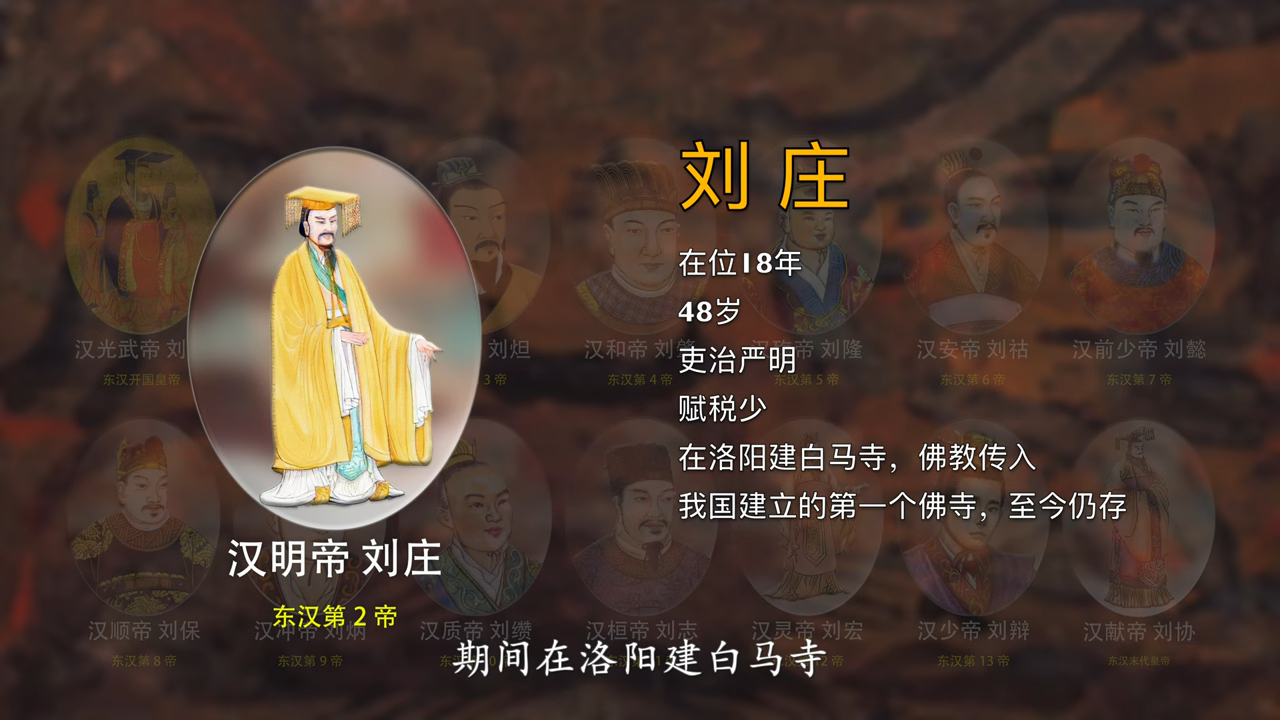 刘 庄
在位18年
48岁
吏治严明
赋税少
在洛阳建白马寺，佛教传入
我国建立的第一个佛寺，至今仍存
汉明帝 刘庄
东汉第 2 帝
期间在洛阳建白马寺
汉光武帝 刘
东汉开国皇帝
刘炟
3 帝
汉和帝 刘肇
东汉第 4 帝
帝 刘隆
东汉第 5 帝
汉安帝 刘祜
东汉第 6 帝
汉前少帝 刘懿
东汉第 7 帝
汉顺帝 刘保
东汉第 8 帝
汉冲帝 刘炳
东汉第 9 帝
汉质帝 刘缵
汉桓帝 刘志
汉灵帝 刘宏
12 帝
汉少帝 刘辩
东汉第 13 帝
汉献帝 刘协
东汉末代皇帝